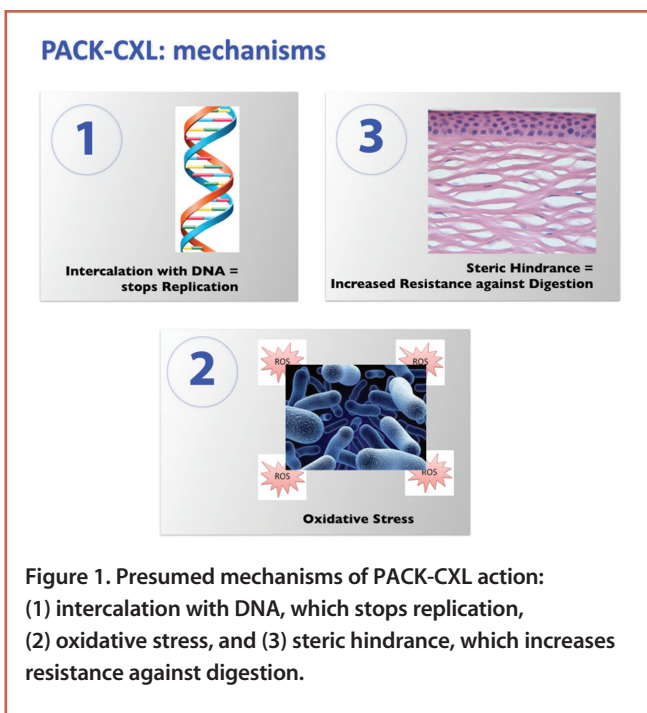 PACK-CXL: mechanisms
1
Intercalation with DNA =
stops Replication
3
Steric Hindrance =
Increased Resistance against Digestion
2
ROS
ROS
ROS
ROS
Oxidative Stress
Figure 1. Presumed mechanisms of PACK-CXL action:
(1) intercalation with DNA, which stops replication,
(2) oxidative stress, and (3) steric hindrance, which increases
resistance against digestion.